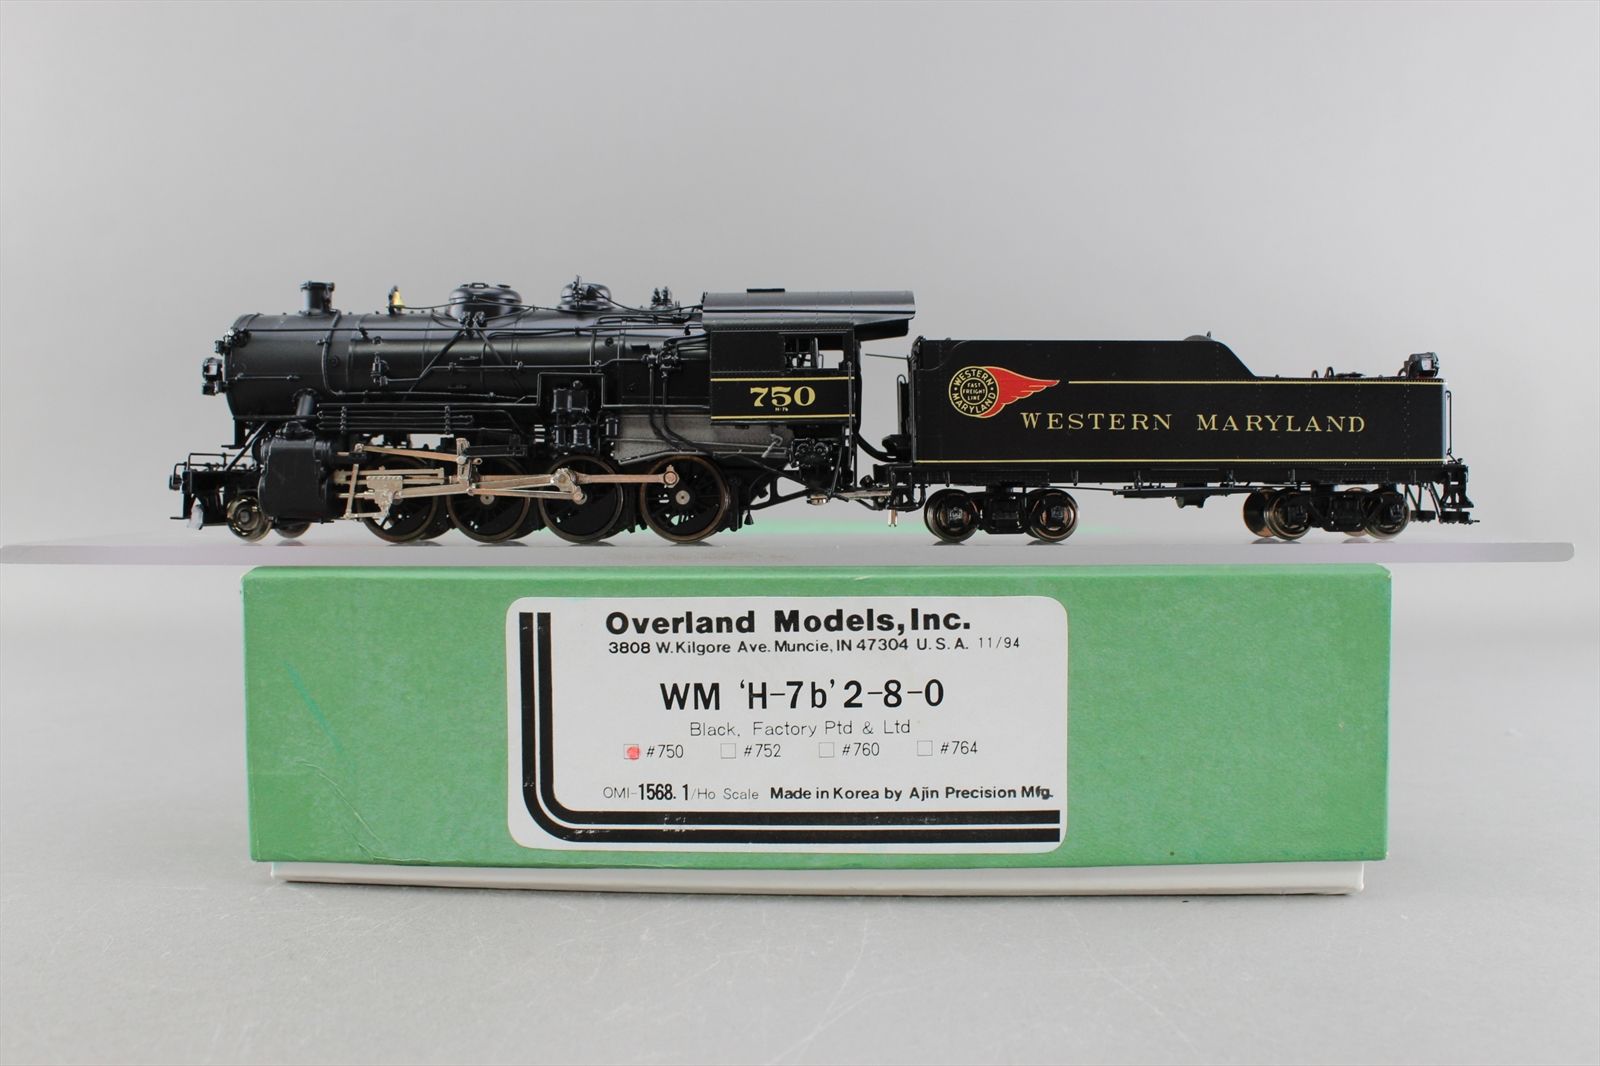 750
H-7b
WESTERN
FAST
FREIGHT
LINE
MARYLAND
WESTERN MARYLAND
Overland Models, Inc.
3808 W. Kilgore Ave. Muncie, IN 47304 U. S. A. 11/94
WM 'H-7b' 2-8-0
Black, Factory Ptd & Ltd
#750 #752 #760 #764
OMI-1568.1/Ho Scale Made in Korea by Ajin Precision Mfg.